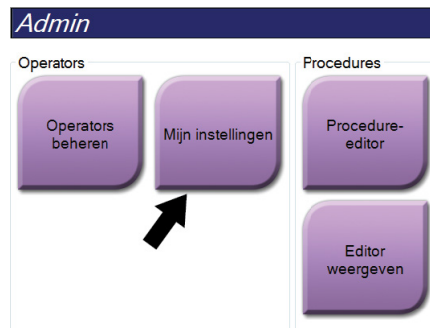 Admin
Operators
Procedures
Operators
beheren
Mijn instellingen
Procedure-
editor
Editor
weergeven